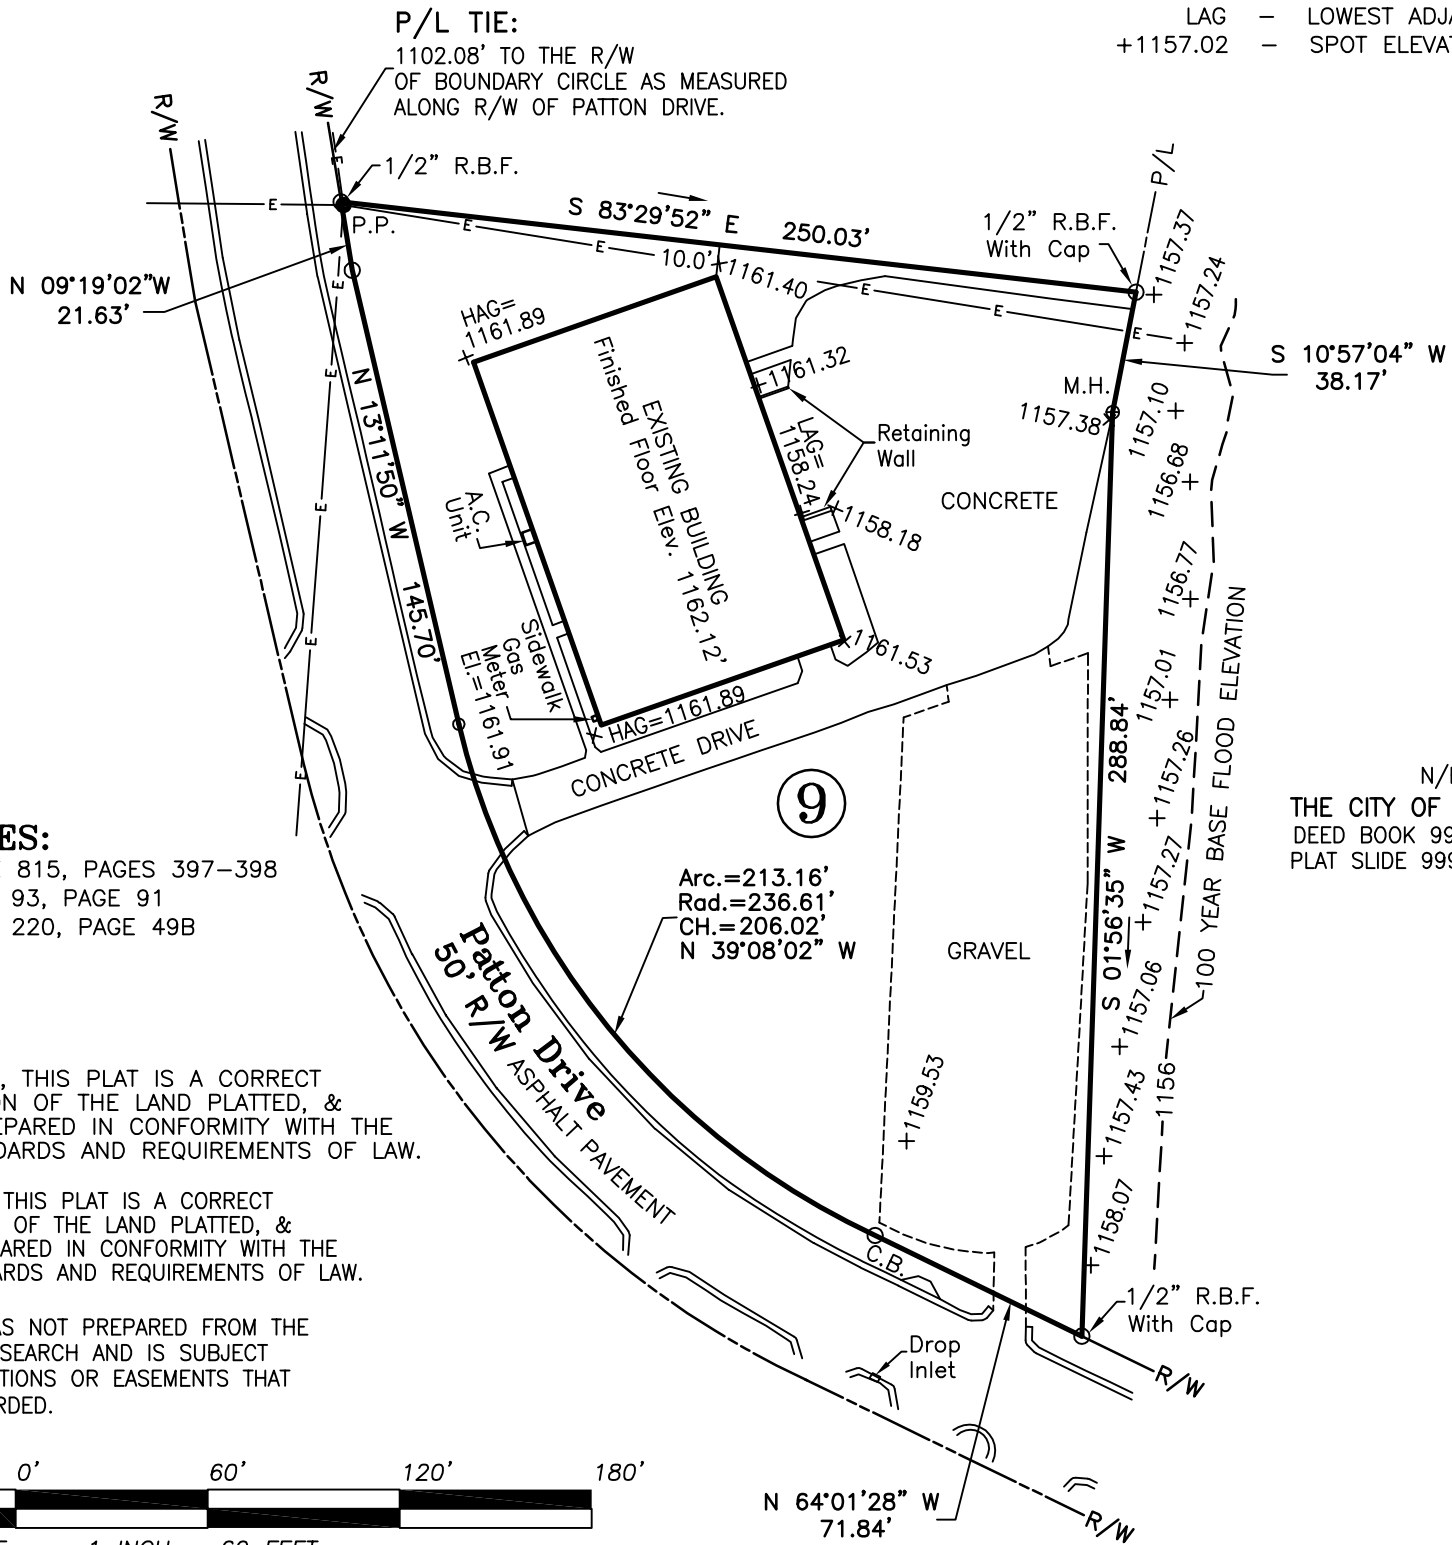 P/L TIE:
1102.08' TO THE R/W
OF BOUNDARY CIRCLE AS MEASURED
ALONG R/W OF PATTON DRIVE.
LAG – LOWEST
+1157.02 – SPOT
R/W
R/W
E
1/2" R.B.F.
P.P.
E
E
E
S 83°29'52" E 250.03'
10.0'
+1161.40
E
E
E
1/2" R.B.F.
With Cap
P/L
+1157.37
+1157.24
N 09°19'02"W
21.63'
E
E
E
E
E
HAG=
1161.89
+1161.32
S 10°57'04" W
38.17'
M.H.
1157.38
1157.10
1156.68
N 13°11'50" W 145.70'
EXISTING BUILDING
Finished Floor Elev. 1162.12'
LAG=
1158.24
Retaining
Wall
CONCRETE
+1158.18
A.C.
Unit
1156.77
Sidewalk
Gas
Meter
El.=1161.91
+1161.53
HAG=1161.89
CONCRETE DRIVE
1157.01
+1157.26
+1157.27
+1157.06
+1157.43
+1158.07
S 01°56'35" W 288.84'
100 YEAR BASE FLOOD ELEVATION
1156
9
THE CITY OF
DEED BOOK
PLAT SLIDE
815, PAGES 397–398
93, PAGE 91
220, PAGE 49B
Arc.=213.16'
Rad.=236.61'
CH.=206.02'
N 39°08'02" W
GRAVEL
+1159.53
Patton Drive
50' R/W ASPHALT PAVEMENT
, THIS PLAT IS A CORRECT
OF THE LAND PLATTED, &
IN CONFORMITY WITH THE
AND REQUIREMENTS OF LAW.
THIS PLAT IS A CORRECT
OF THE LAND PLATTED, &
IN CONFORMITY WITH THE
AND REQUIREMENTS OF LAW.
NOT PREPARED FROM THE
SEARCH AND IS SUBJECT
OR EASEMENTS THAT
C.B.
Drop
Inlet
1/2" R.B.F.
With Cap
R/W
R/W
N 64°01'28" W
71.84'
0' 60' 120' 180'